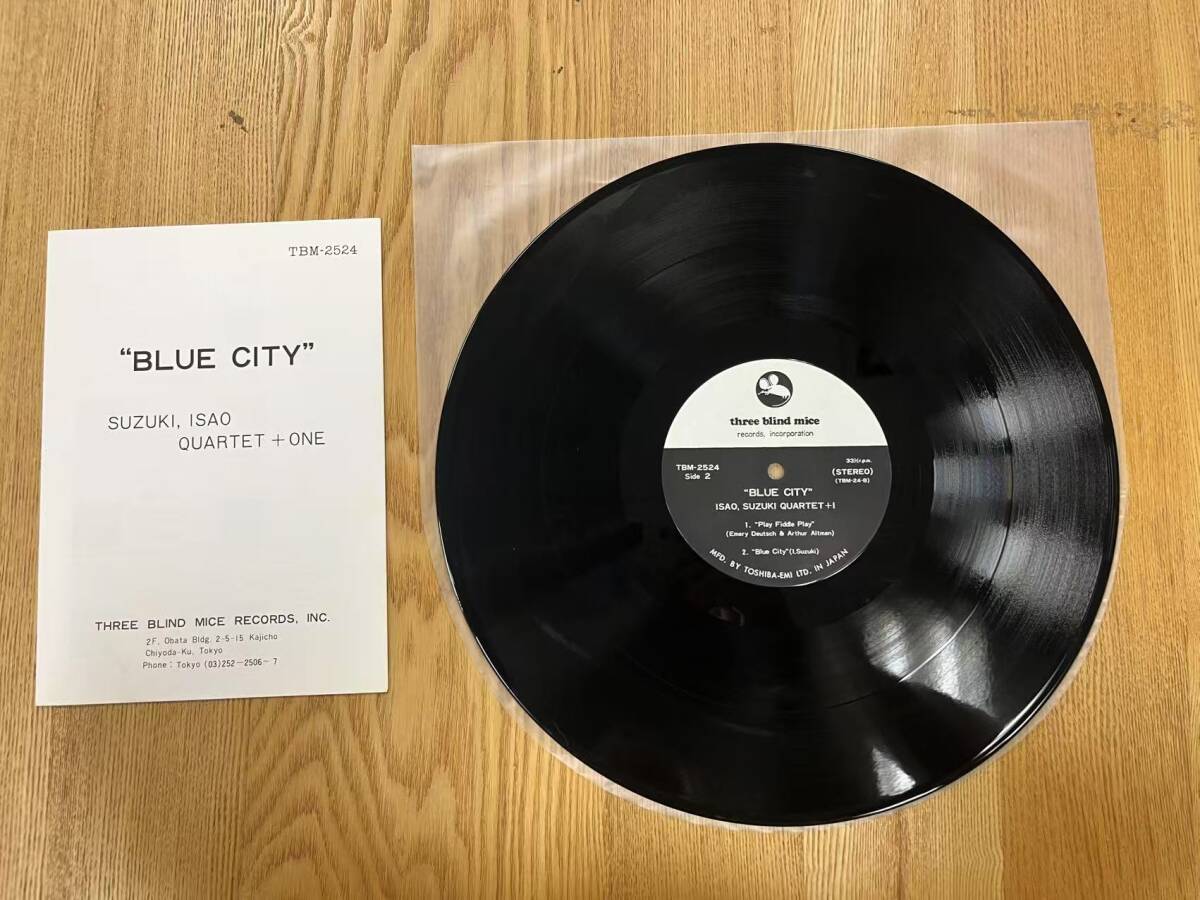 TBM-2524
“BLUE CITY”
SUZUKI, ISAO
QUARTET + ONE
THREE BLIND MICE RECORDS, INC.
2F, Obata Bldg. 2-5-15 Kajicho
Chiyoda-Ku, Tokyo
Phone : Tokyo (03)252-2506-7
three blind mice
records, incorporation
TBM-2524
Side 2
33⅓r.p.m.
(STEREO)
(TBM-24-B)
"BLUE CITY"
ISAO, SUZUKI QUARTET+1
1. "Play Fiddle Play"
(Emery Deutsch & Arthur Altman)
2. "Blue City"(I.Suzuki)
MFD. BY TOSHIBA-EMI LTD. IN JAPAN